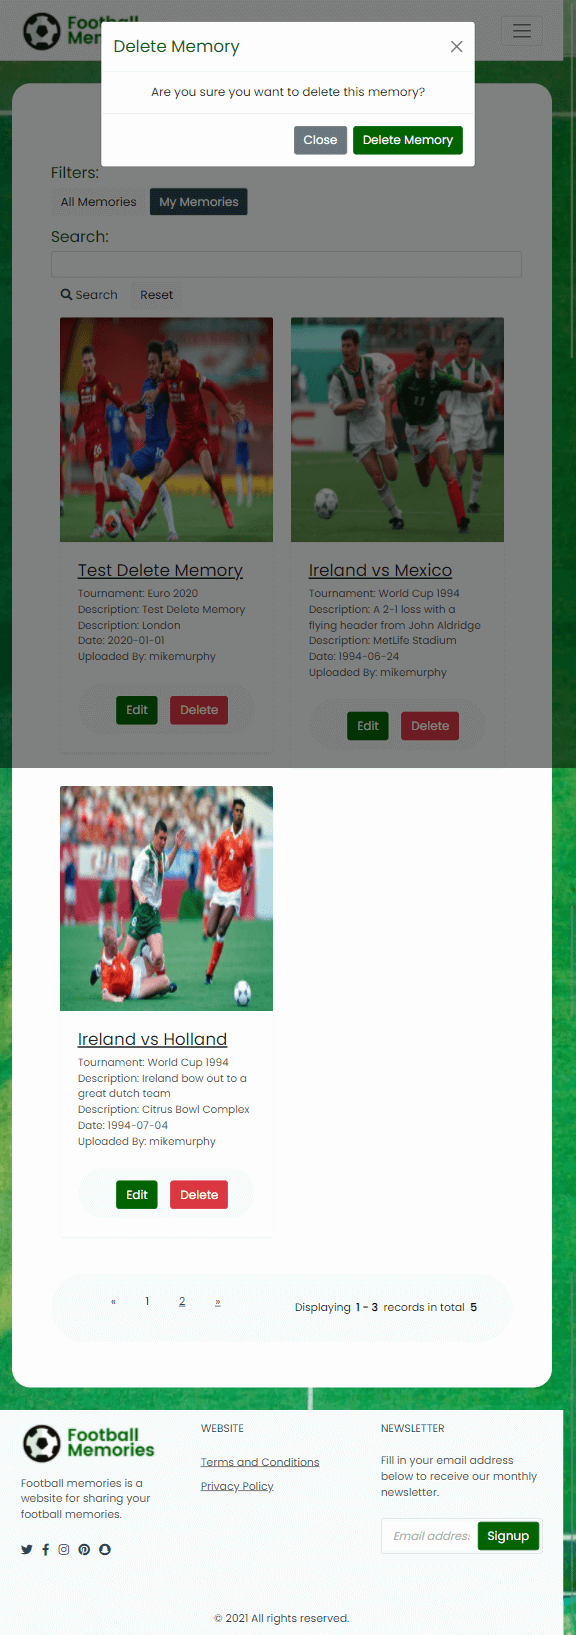 Football
Mem
Delete Memory
Are you sure you want to delete this memory?
Close Delete Memory
Filters:
All Memories My Memories
Search:
Search Reset
Test Delete Memory
Tournament: Euro 2020
Description: Test Delete Memory
Description: London
Date: 2020-01-01
Uploaded By: mikemurphy
Edit Delete
Ireland vs Mexico
Tournament: World Cup 1994
Description: A 2-1 loss with a
flying header from John Aldridge
Description: MetLife Stadium
Date: 1994-06-24
Uploaded By: mikemurphy
Edit Delete
Ireland vs Holland
Tournament: World Cup 1994
Description: Ireland bow out to a
great dutch team
Description: Citrus Bowl Complex
Date: 1994-07-04
Uploaded By: mikemurphy
Edit Delete
« 1 2 » Displaying 1 - 3 records in total 5
Football
Memories
Football memories is a
website for sharing your
football memories.
WEBSITE
Terms and Conditions
Privacy Policy
NEWSLETTER
Fill in your email address
below to receive our monthly
newsletter.
Email address Signup
© 2021 All rights reserved.